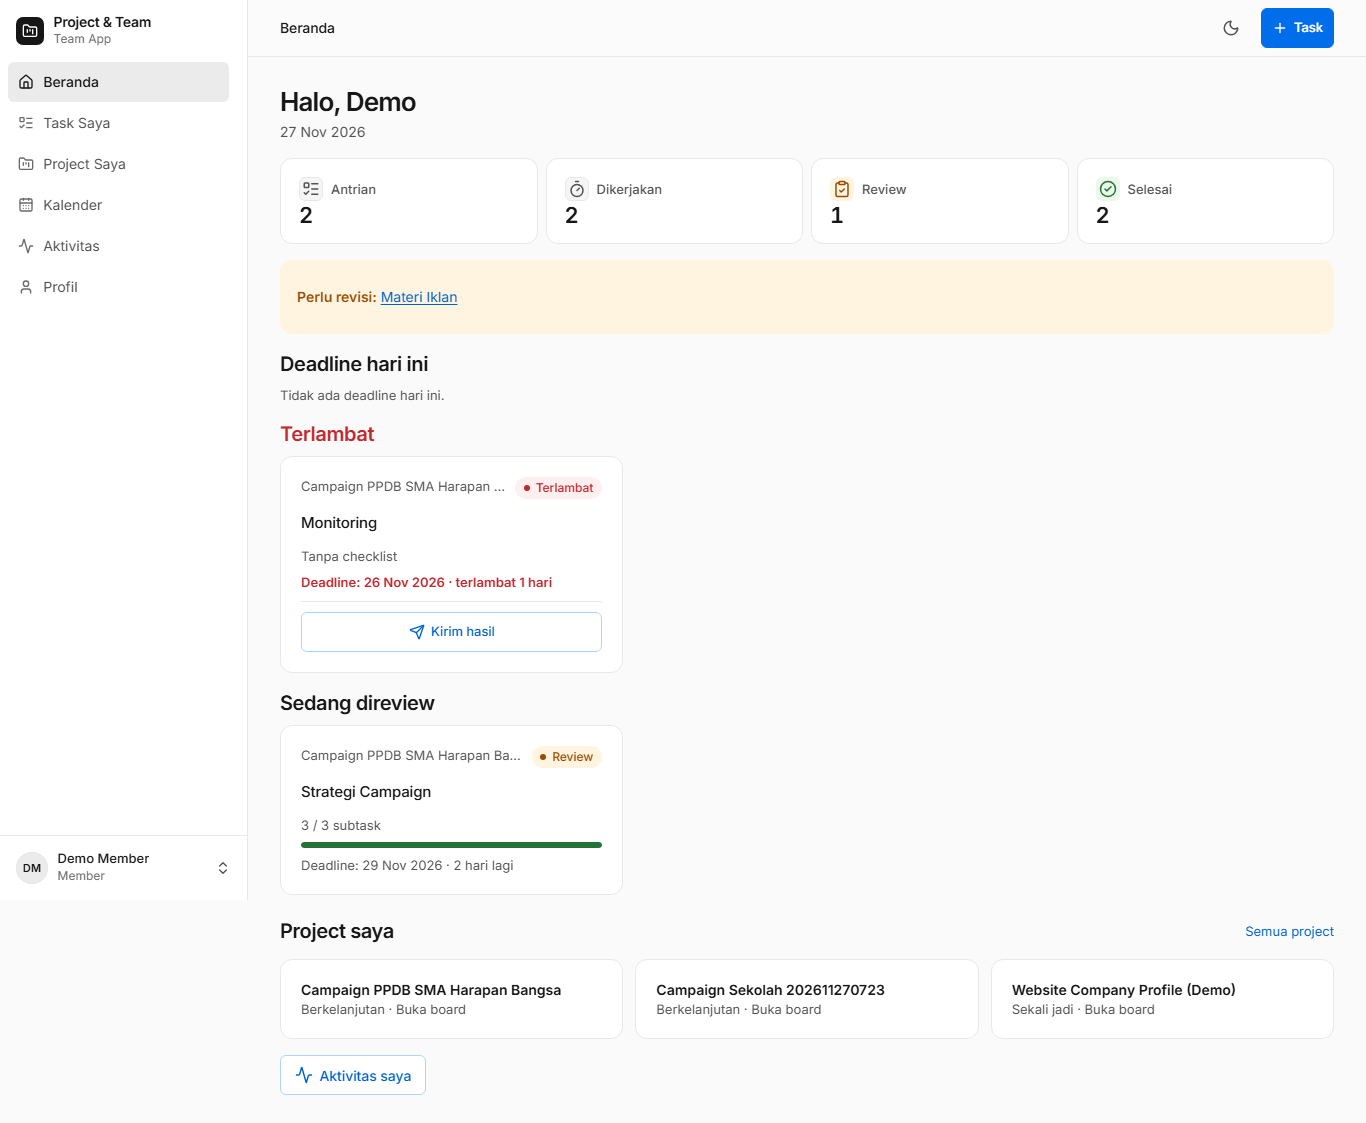 Project & Team
Team App
Beranda
Task Saya
Project Saya
Kalender
Aktivitas
Profil
DM
Demo Member
Member
Beranda
Task
Halo, Demo
27 Nov 2026
Antrian
2
Dikerjakan
2
Review
1
Selesai
2
Perlu revisi: Materi Iklan
Deadline hari ini
Tidak ada deadline hari ini.
Terlambat
Campaign PPDB SMA Harapan ...
Terlambat
Monitoring
Tanpa checklist
Deadline: 26 Nov 2026 · terlambat 1 hari
Kirim hasil
Sedang direview
Campaign PPDB SMA Harapan Ba...
Review
Strategi Campaign
3 / 3 subtask
Deadline: 29 Nov 2026 · 2 hari lagi
Project saya
Semua project
Campaign PPDB SMA Harapan Bangsa
Berkelanjutan · Buka board
Campaign Sekolah 202611270723
Berkelanjutan · Buka board
Website Company Profile (Demo)
Sekali jadi · Buka board
Aktivitas saya